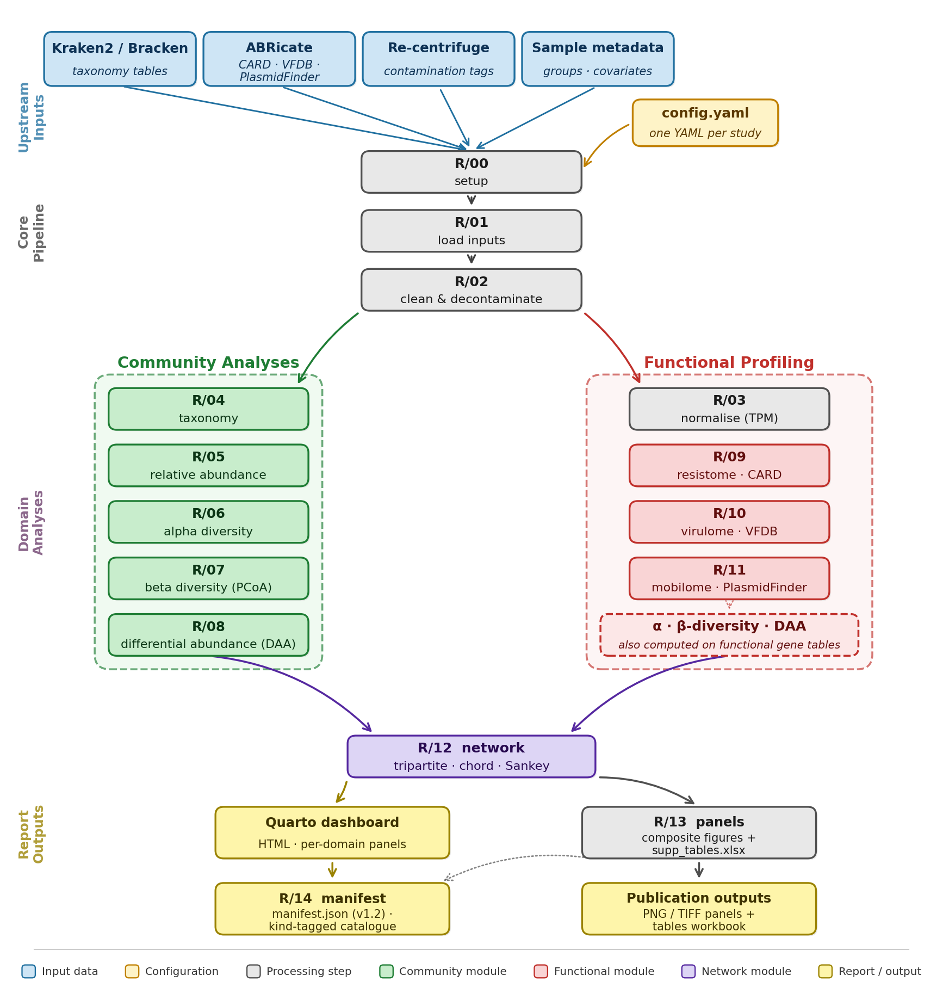 Kraken2 / Bracken
taxonomy tables
ABRicate
CARD · VFDB ·
PlasmidFinder
Re-centrifuge
contamination tags
Sample metadata
groups · covariates
Upstream
Inputs
config.yaml
one YAML per study
R/00
setup
Core
Pipeline
R/01
load inputs
R/02
clean & decontaminate
Domain
Analyses
Community Analyses
R/04
taxonomy
R/05
relative abundance
R/06
alpha diversity
R/07
beta diversity (PCoA)
R/08
differential abundance (DAA)
Functional Profiling
R/03
normalise (TPM)
R/09
resistome · CARD
R/10
virulome · VFDB
R/11
mobilome · PlasmidFinder
α · β-diversity · DAA
also computed on functional gene tables
R/12  network
tripartite · chord · Sankey
Report
Outputs
Quarto dashboard
HTML · per-domain panels
R/13  panels
composite figures +
supp_tables.xlsx
R/14  manifest
manifest.json (v1.2) ·
kind-tagged catalogue
Publication outputs
PNG / TIFF panels +
tables workbook
Input data
Configuration
Processing step
Community module
Functional module
Network module
Report / output